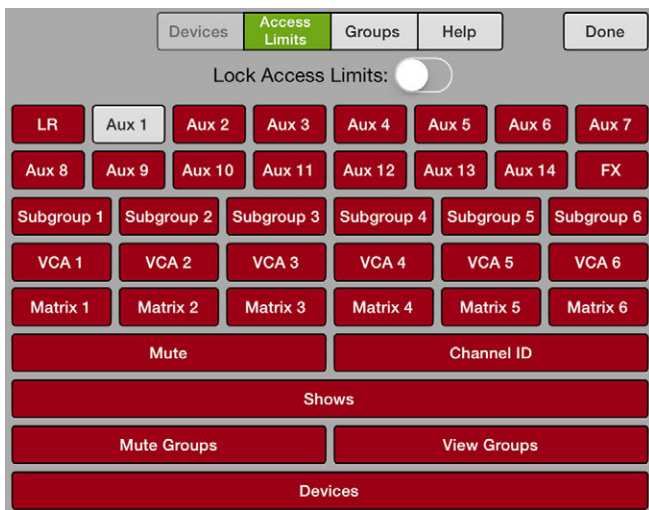 Devices Access Limits Groups Help Done
Lock Access Limits:
LR Aux 1 Aux 2 Aux 3 Aux 4 Aux 5 Aux 6 Aux 7
Aux 8 Aux 9 Aux 10 Aux 11 Aux 12 Aux 13 Aux 14 FX
Subgroup 1 Subgroup 2 Subgroup 3 Subgroup 4 Subgroup 5 Subgroup 6
VCA 1 VCA 2 VCA 3 VCA 4 VCA 5 VCA 6
Matrix 1 Matrix 2 Matrix 3 Matrix 4 Matrix 5 Matrix 6
Mute Channel ID
Shows
Mute Groups View Groups
Devices